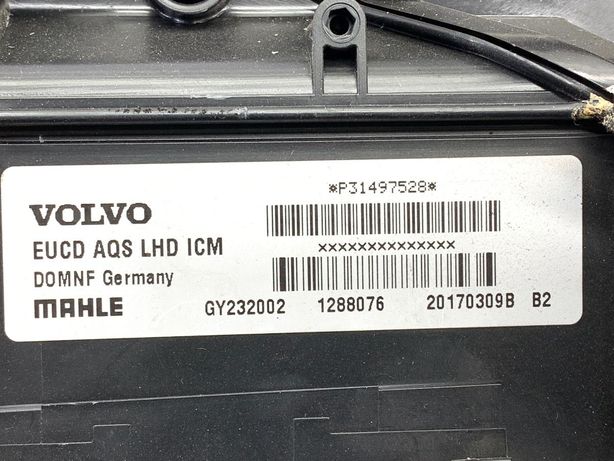 *P31497528*
VOLVO
EUCD AQS LHD ICM
xxxxxxxxxxxxxx
DOMNF Germany
MAHLE GY232002 1288076 20170309B B2